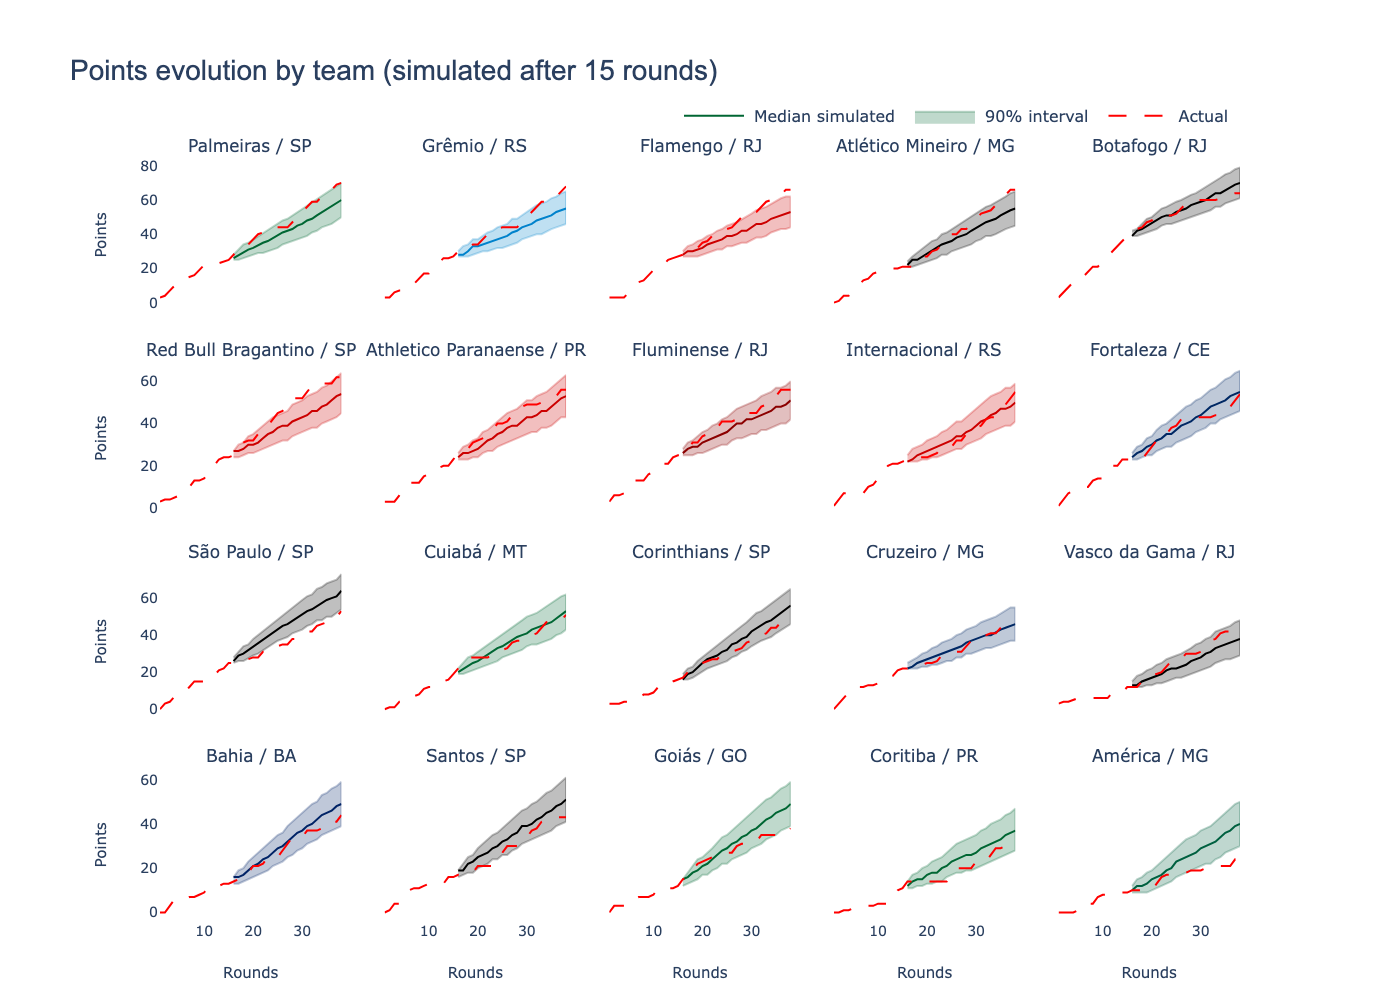 Points evolution by team (simulated after 15 rounds)
Median simulated 90% interval Actual
Palmeiras / SP Grêmio / RS Flamengo / RJ Atlético Mineiro / MG Botafogo / RJ
80
60
40
20
0
Points
Red Bull Bragantino / SP Athletico Paranaense / PR Fluminense / RJ Internacional / RS Fortaleza / CE
60
40
20
0
Points
São Paulo / SP Cuiabá / MT Corinthians / SP Cruzeiro / MG Vasco da Gama / RJ
60
40
20
0
Points
Bahia / BA Santos / SP Goiás / GO Coritiba / PR América / MG
60
40
20
0
Points
10 20 30 10 20 30 10 20 30 10 20 30 10 20 30
Rounds Rounds Rounds Rounds Rounds